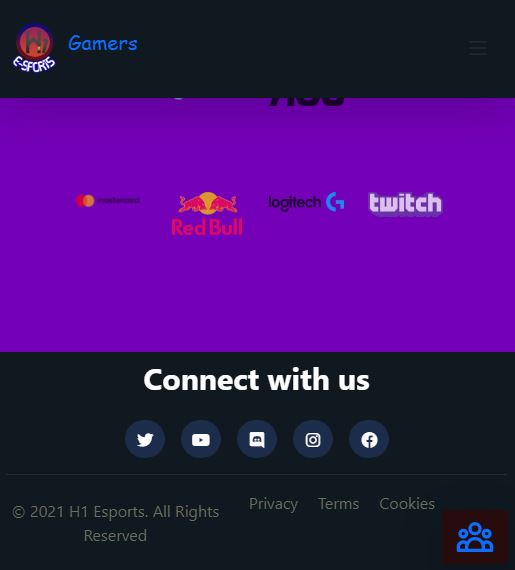 E-SPORTS
Gamers
mastercard
Red Bull
logitech G
twitch
Connect with us
© 2021 H1 Esports. All Rights
Reserved
Privacy Terms Cookies